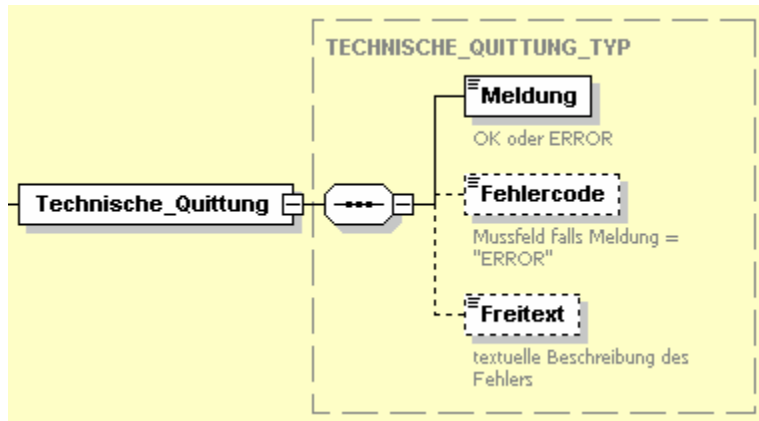 TECHNISCHE_QUITTUNG_TYP
Meldung
OK oder ERROR
Technische_Quittung
Fehlercode
Mussfeld falls Meldung =
"ERROR"
Freitext
textuelle Beschreibung des
Fehlers